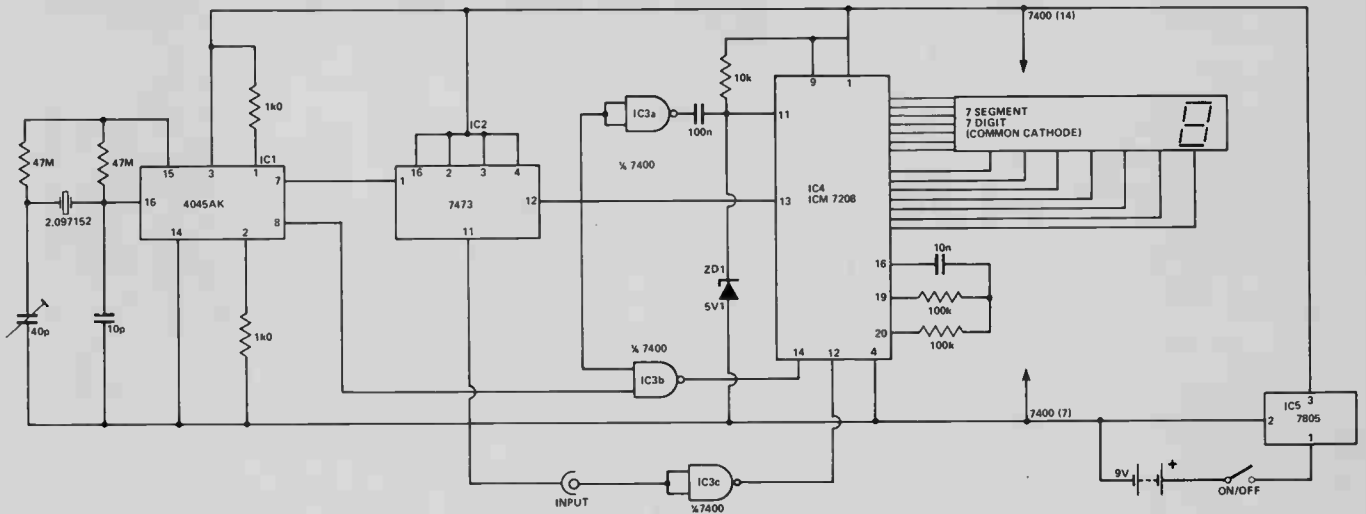 7400 (14)
9
1
10k
1k0
IC3a
100n
11
7 SEGMENT
7 DIGIT
(COMMON CATHODE)
IC2
47M
47M
15
3
1
IC1
16
2
3
4
¼ 7400
7
1
7473
12
13
IC4
ICM 7208
16
4045AK
2.097152
8
14
2
11
10n
16
ZD1
5V1
19
100k
20
100k
40p
10p
1k0
¼ 7400
IC3b
14
12
4
7400 (7)
IC5
3
7805
2
1
INPUT
IC3c
¼7400
9V
+
ON/OFF